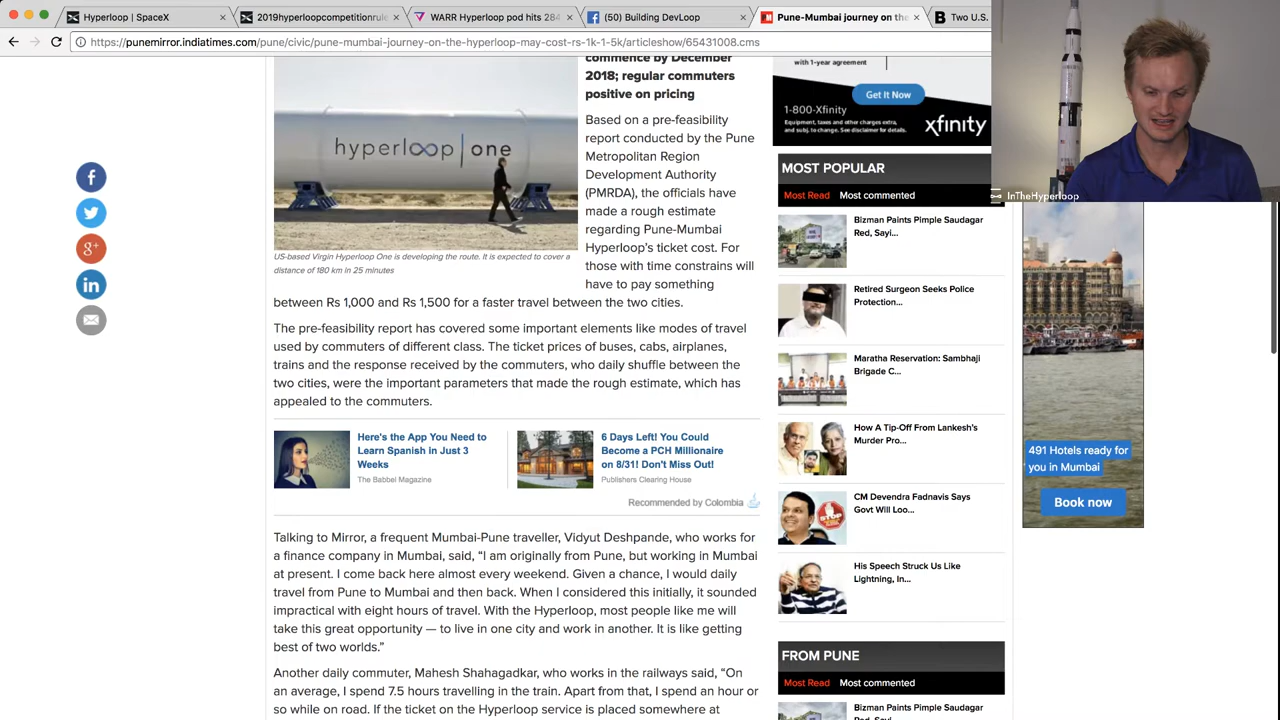 Hyperloop | SpaceX
2019hyperloopcompetitionrule
WARR Hyperloop pod hits 284
(50) Building DevLoop
Pune-Mumbai journey on the
Two U.S.
https://punemirror.indiatimes.com/pune/civic/pune-mumbai-journey-on-the-hyperloop-may-cost-rs-1k-1-5k/articleshow/65431008.cms
commence by December
2018; regular commuters
positive on pricing
Based on a pre-feasibility
report conducted by the Pune
Metropolitan Region
Development Authority
(PMRDA), the officials have
made a rough estimate
regarding Pune-Mumbai
Hyperloop's ticket cost. For
those with time constrains will
have to pay something
between Rs 1,000 and Rs 1,500 for a faster travel between the two cities.
hyperloop | one
US-based Virgin Hyperloop One is developing the route. It is expected to cover a
distance of 180 km in 25 minutes
The pre-feasibility report has covered some important elements like modes of travel
used by common and affluent class. The ticket prices of buses, cabs, airplanes,
trains and the response received by the commuters, who daily shuffle between the
two cities, were the important parameters that made the rough estimate, which has
appealed to the commuters.
Here's the App You Need to
Learn Spanish in Just 3
Weeks
The Babbel Magazine
6 Days Left! You Could
Become a PCH Millionaire
on 8/31! Don't Miss Out!
Publishers Clearing House
Recommended by Colombia
Talking to Mirror, a frequent Mumbai-Pune traveller, Vidyut Deshpande, who works for
a finance company in Mumbai, said, “I am originally from Pune, but working in Mumbai
at present. I come back here almost every weekend. Given a chance, I would daily
travel from Pune to Mumbai and back. When I considered this initially, it sounded
impractical with eight hours of travel. With the Hyperloop, most people like me will
take this great opportunity — to live in one city and work in another. It is like getting
best of two worlds.”
Another daily commuter, Mahesh Shanagadkar, who works in the railways said, “On
an average, I spend 7.5 hours travelling in the train. Apart from that, I spend an hour or
so while on road. If the ticket on the Hyperloop service is placed somewhere at
with 1-year agreement
Get It Now
1-800-Xfinity
Equipment, taxes and other charges extra,
and subj. to change. See disclaimer for details.
xfinity
MOST POPULAR
Most Read
Most commented
Bizman Paints Pimple Saudagar
Red, Sayi...
Retired Surgeon Seeks Police
Protection...
Maratha Reservation: Sambhaji
Brigade C...
How A Tip-Off From Lankesh's
Murder Pro...
CM Devendra Fadnavis Says
Govt Will Loo...
STOP
His Speech Struck Us Like
Lightning, In...
FROM PUNE
Most Read
Most commented
Bizman Paints Pimple Saudagar
Red, Sayi...
InTheHyperloop
491 Hotels ready for
you in Mumbai
Book now